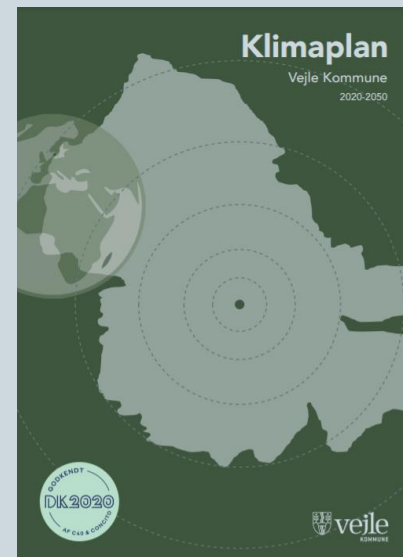 Klimaplan
Vejle Kommune
2020-2050
GODKENDT
DK2020
AF C40 & CONCITO
vejle
KOMMUNE